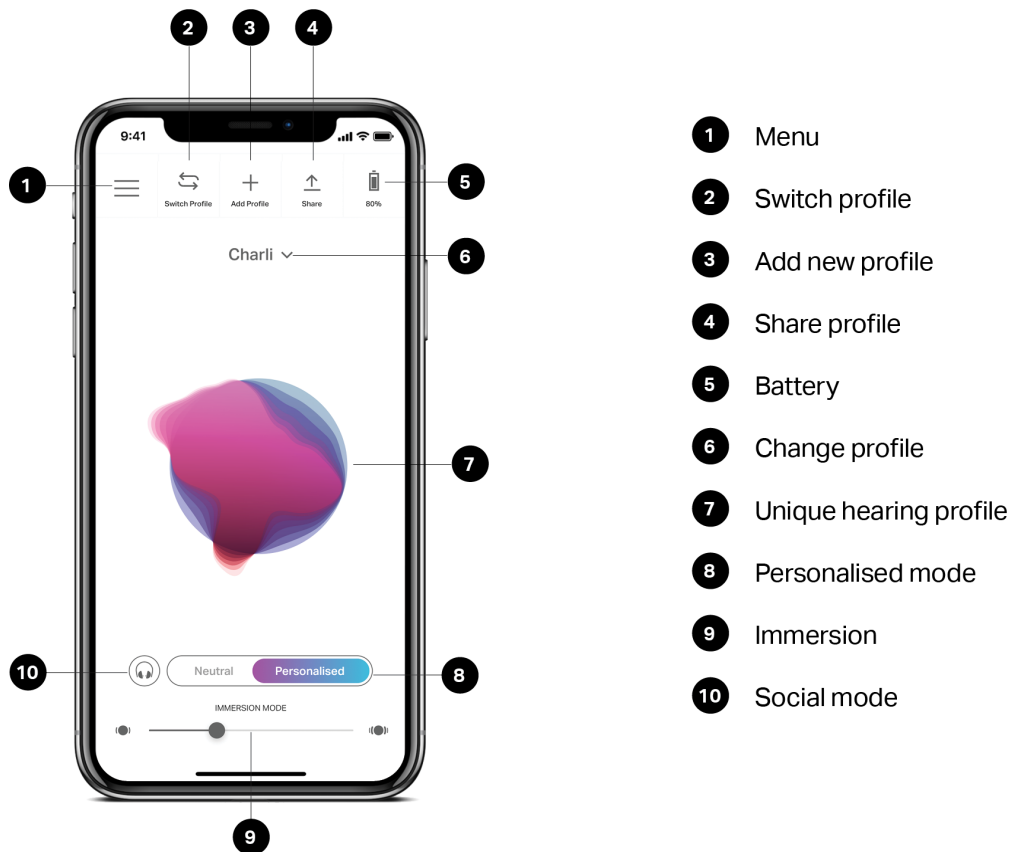 2 3 4
9:41
1
Switch Profile Add Profile Share 80%
5
Charli
6
7
10
Neutral Personalised
8
IMMERSION MODE
9
1 Menu
2 Switch profile
3 Add new profile
4 Share profile
5 Battery
6 Change profile
7 Unique hearing profile
8 Personalised mode
9 Immersion
10 Social mode